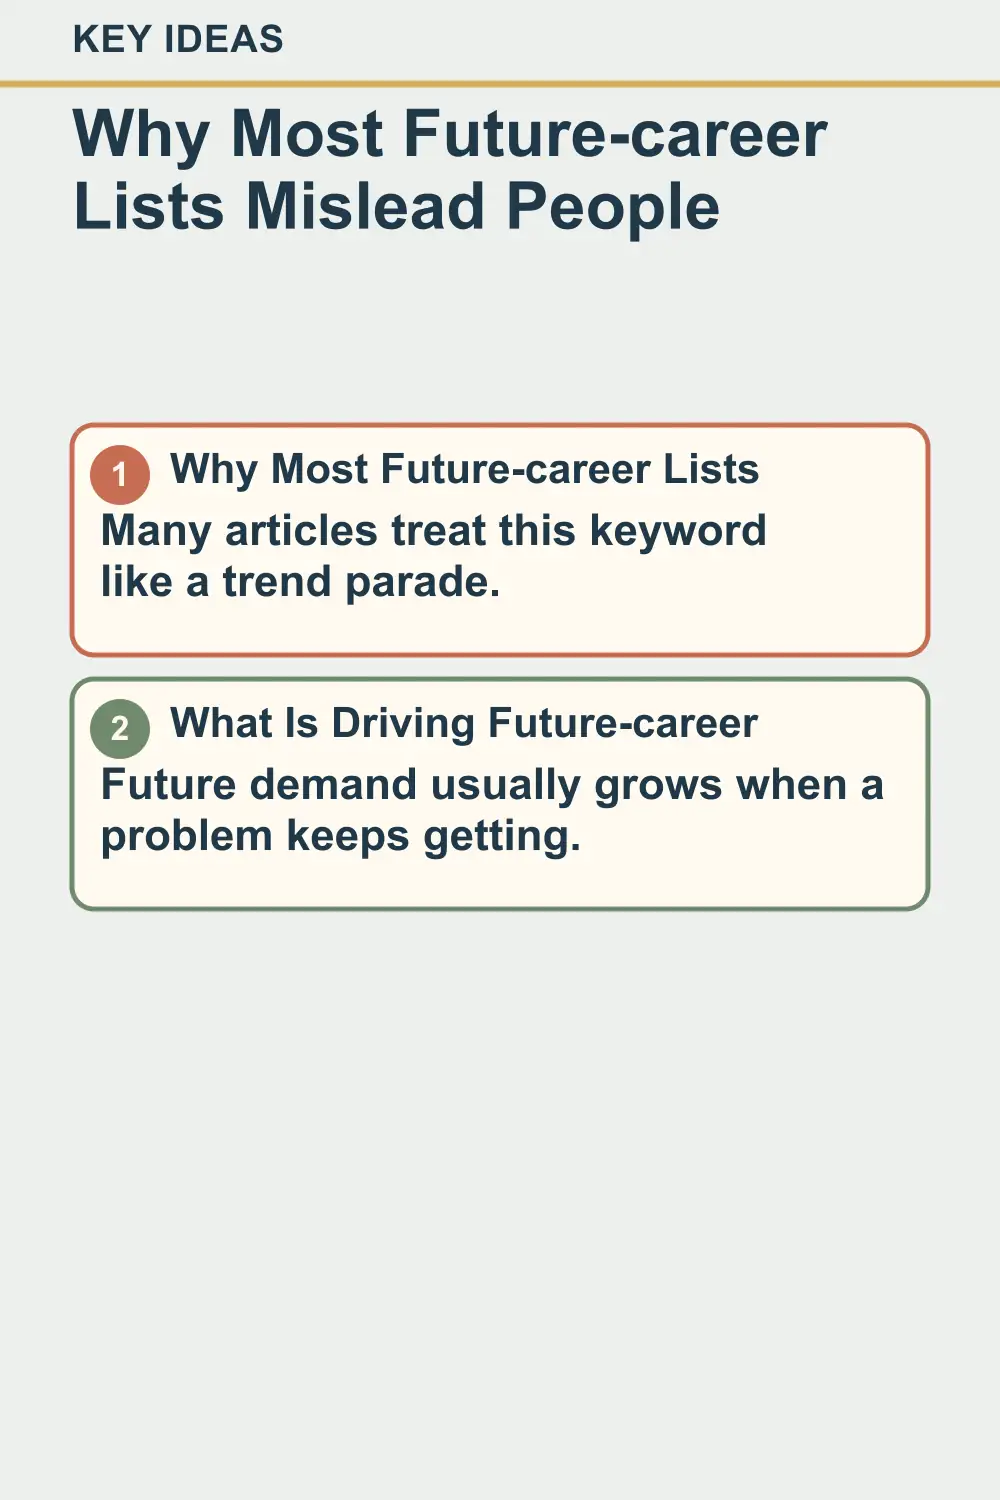 KEY IDEAS
Why Most Future-career
Lists Mislead People
1 Why Most Future-career Lists
Many articles treat this keyword
like a trend parade.
2 What Is Driving Future-career
Future demand usually grows when a
problem keeps getting.